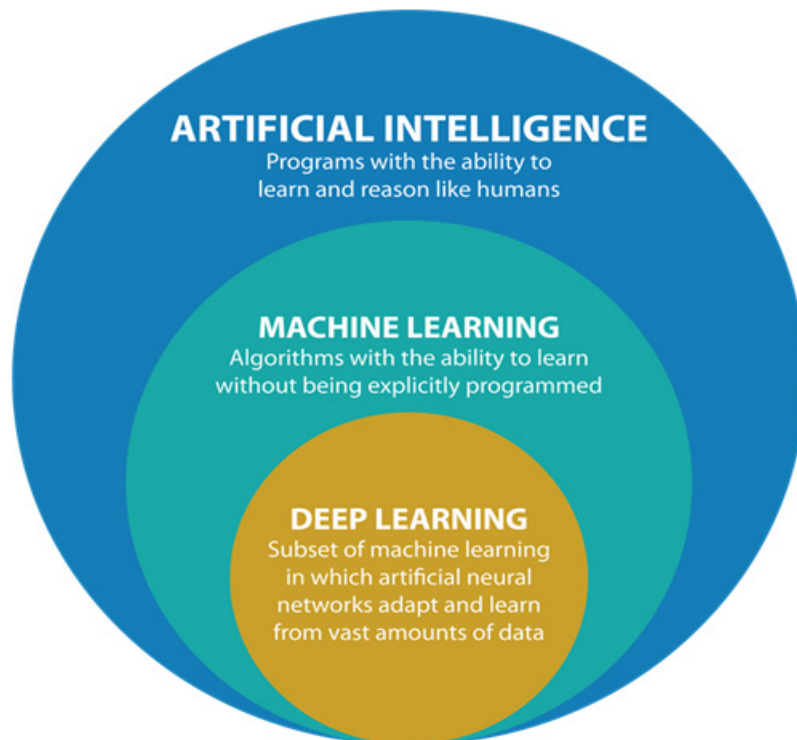 ARTIFICIAL INTELLIGENCE
Programs with the ability to
learn and reason like humans
MACHINE LEARNING
Algorithms with the ability to learn
without being explicitly programmed
DEEP LEARNING
Subset of machine learning
in which artificial neural
networks adapt and learn
from vast amounts of data